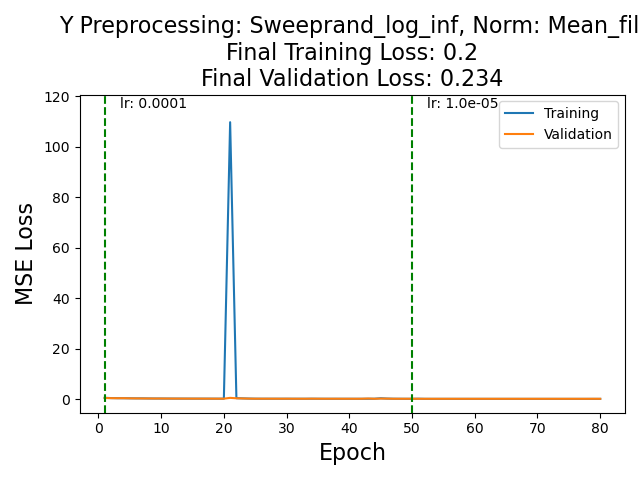 Y Preprocessing: Sweeprand_log_inf, Norm: Mean_fil
Final Training Loss: 0.2
Final Validation Loss: 0.234
lr: 0.0001
lr: 1.0e-05
Training
Validation
120
100
80
60
40
20
0
MSE Loss
0 10 20 30 40 50 60 70 80
Epoch